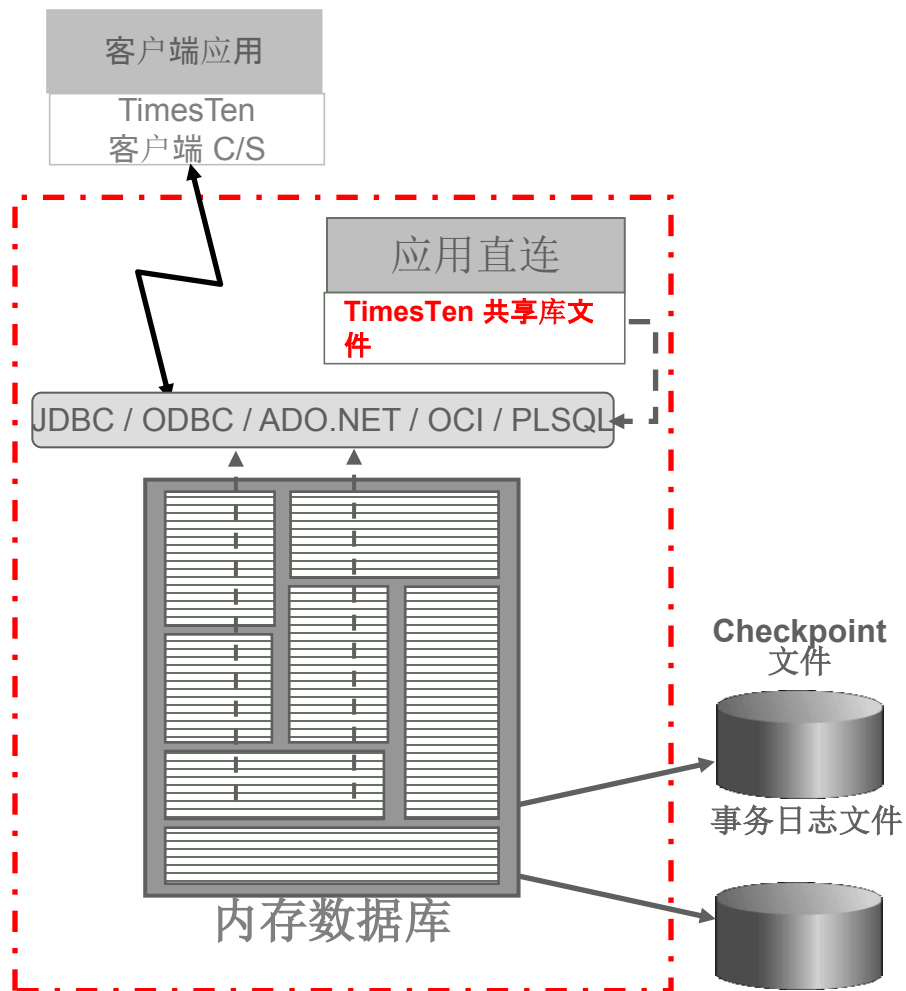 客户端应用
TimesTen
客户端 C/S
应用直连
TimesTen 共享库文
件
JDBC / ODBC / ADO.NET / OCI / PLSQL
Checkpoint
文件
事务日志文件
内存数据库